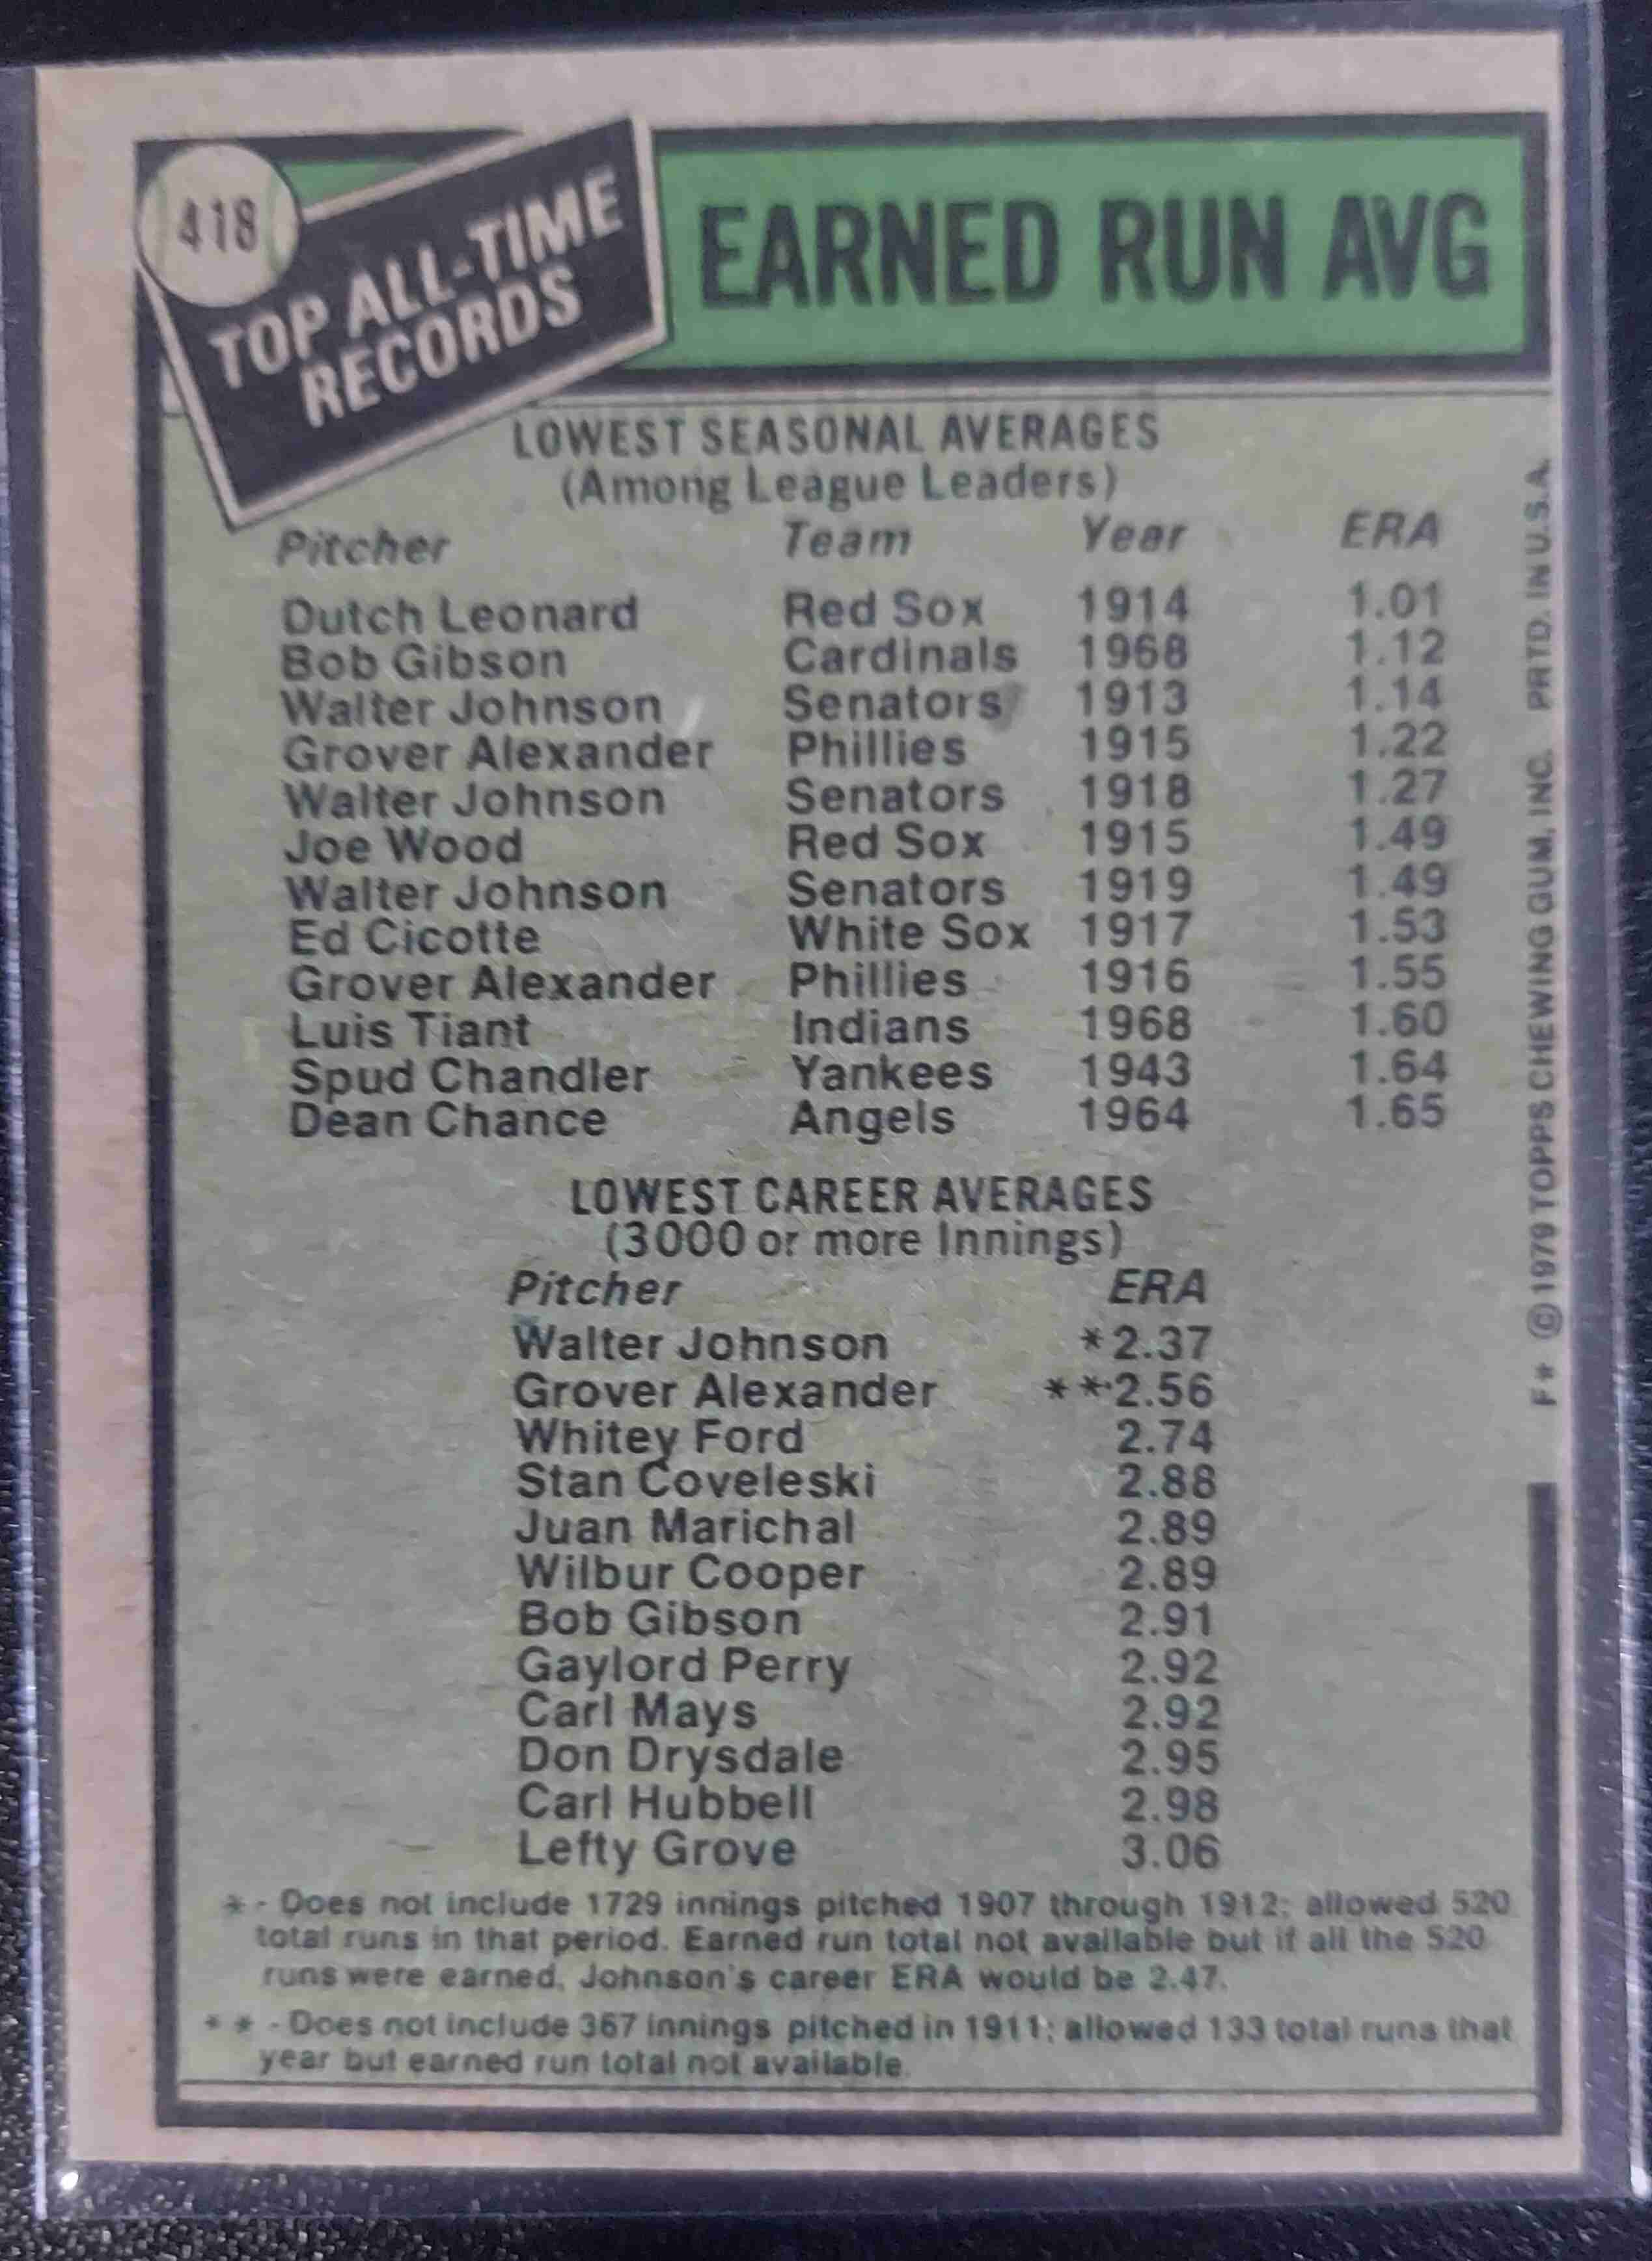 418
TOP ALL-TIME
RECORDS
EARNED RUN AVG
LOWEST SEASONAL AVERAGES
(Among League Leaders)
Pitcher Team Year ERA
Dutch Leonard Red Sox 1914 1.01
Bob Gibson Cardinals 1968 1.12
Walter Johnson Senators 1913 1.14
Grover Alexander Phillies 1915 1.22
Walter Johnson Senators 1918 1.27
Joe Wood Red Sox 1915 1.49
Walter Johnson Senators 1919 1.49
Ed Cicotte White Sox 1917 1.53
Grover Alexander Phillies 1916 1.55
Luis Tiant Indians 1968 1.60
Spud Chandler Yankees 1943 1.64
Dean Chance Angels 1964 1.65
LOWEST CAREER AVERAGES
(3000 or more Innings)
Pitcher ERA
Walter Johnson *2.37
Grover Alexander **2.56
Whitey Ford 2.74
Stan Coveleski 2.88
Juan Marichal 2.89
Wilbur Cooper 2.89
Bob Gibson 2.91
Gaylord Perry 2.92
Carl Mays 2.92
Don Drysdale 2.95
Carl Hubbell 2.98
Lefty Grove 3.06
* - Does not include 1729 innings pitched 1907 through 1912; allowed 520
total runs in that period. Earned run total not available but if all the 520
runs were earned, Johnson's career ERA would be 2.47.
* * - Does not include 367 innings pitched in 1911; allowed 133 total runs that
year but earned run total not available.
F* © 1979 TOPPS CHEWING GUM, INC. PRTD. IN U.S.A.